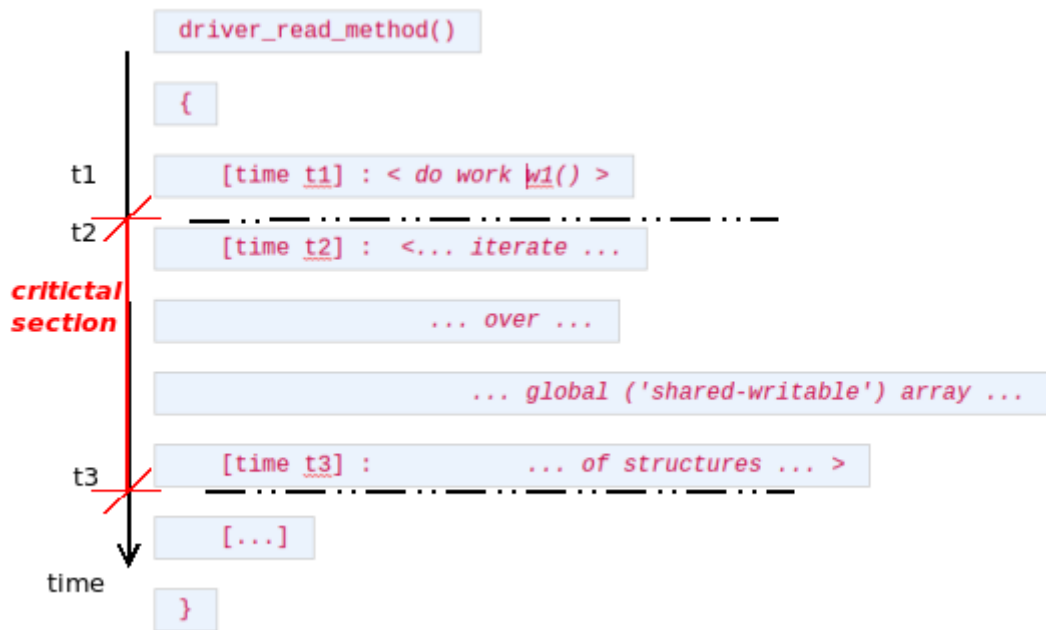 driver_read_method()
{
t1
[time t1] : < do work w1() >
t2
[time t2] : <... iterate ...
critictal
section
... over ...
... global ('shared-writable') array ...
t3
[time t3] : ... of structures ... >
[...]
time
}